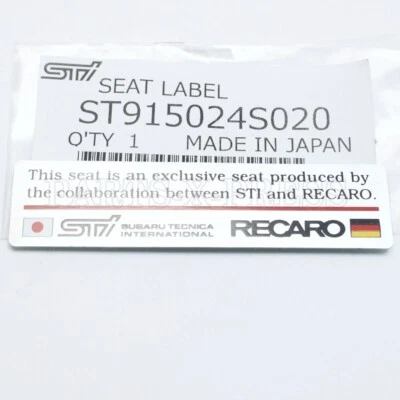 STI
SEAT LABEL
ST915024S020
Q'TY 1 MADE IN JAPAN
This seat is an exclusive seat produced by
the collaboration between STI and RECARO.
STI SUBARU TECNICA INTERNATIONAL RECARO